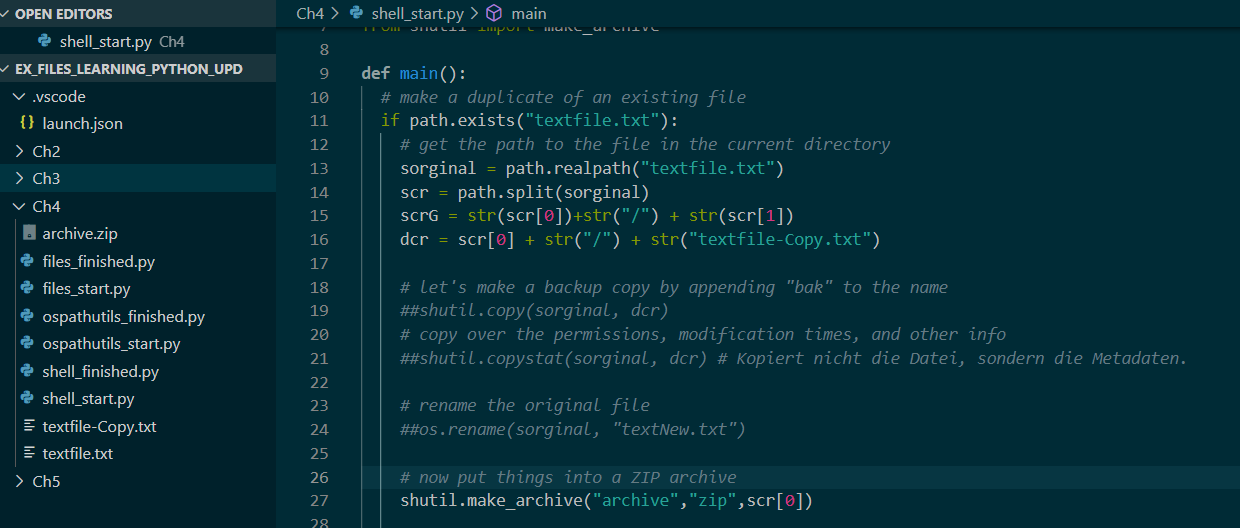 OPEN EDITORS
shell_start.py Ch4
EX_FILES_LEARNING_PYTHON_UPD
.vscode
{} launch.json
Ch2
Ch3
Ch4
archive.zip
files_finished.py
files_start.py
ospathutils_finished.py
ospathutils_start.py
shell_finished.py
shell_start.py
textfile-Copy.txt
textfile.txt
Ch5
Ch4 > shell_start.py > main
7 from shutil import make_archive
8
9 def main():
10 # make a duplicate of an existing file
11 if path.exists("textfile.txt"):
12 # get the path to the file in the current directory
13 sorginal = path.realpath("textfile.txt")
14 scr = path.split(sorginal)
15 scrG = str(scr[0])+str("/") + str(scr[1])
16 dcr = scr[0] + str("/") + str("textfile-Copy.txt")
17
18 # let's make a backup copy by appending "bak" to the name
19 ##shutil.copy(sorginal, dcr)
20 # copy over the permissions, modification times, and other info
21 ##shutil.copystat(sorginal, dcr) # Kopiert nicht die Datei, sondern die Metadaten.
22
23 # rename the original file
24 ##os.rename(sorginal, "textNew.txt")
25
26 # now put things into a ZIP archive
27 shutil.make_archive("archive","zip",scr[0])
28